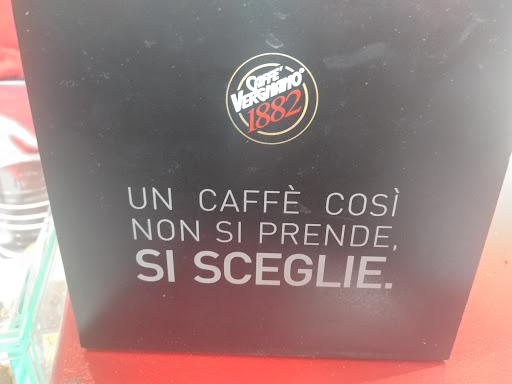 CAFFÈ
VERGNANO®
1882
UN CAFFÈ COSÌ
NON SI PRENDE,
SI SCEGLIE.